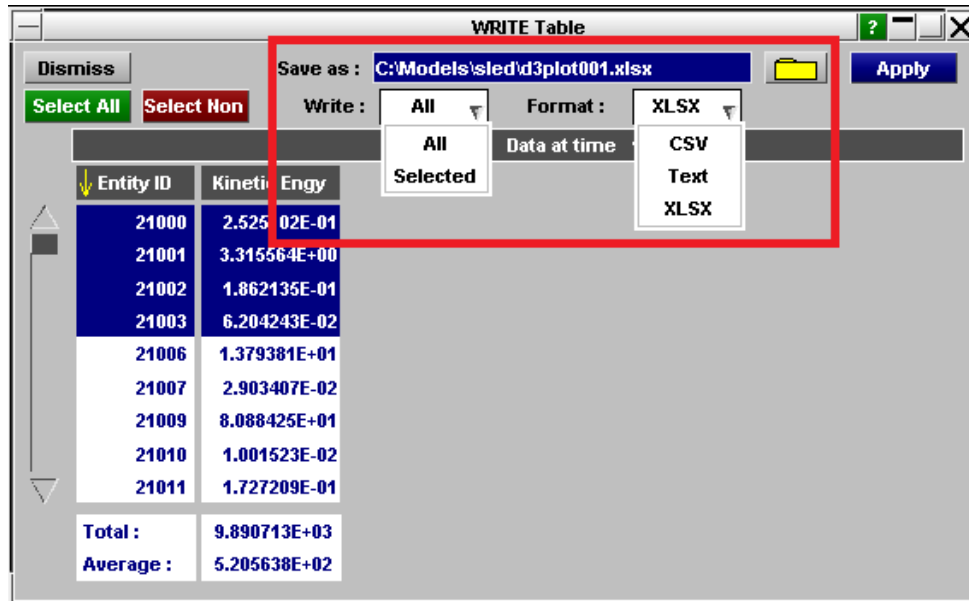 WRITE Table
?
Dismiss
Save as : C:\Models\sled\d3plot001.xlsx
Apply
Select All
Select Non
Write : All
Format : XLSX
Data at time
All
Selected
CSV
Text
XLSX
Entity ID Kinetic Engy
21000
21001 3.315564E+00
21002 1.862135E-01
21003 6.204243E-02
21006 1.379381E+01
21007 2.903407E-02
21009 8.088425E+01
21010 1.001523E-02
21011 1.727209E-01
Total : 9.890713E+03
Average : 5.205638E+02